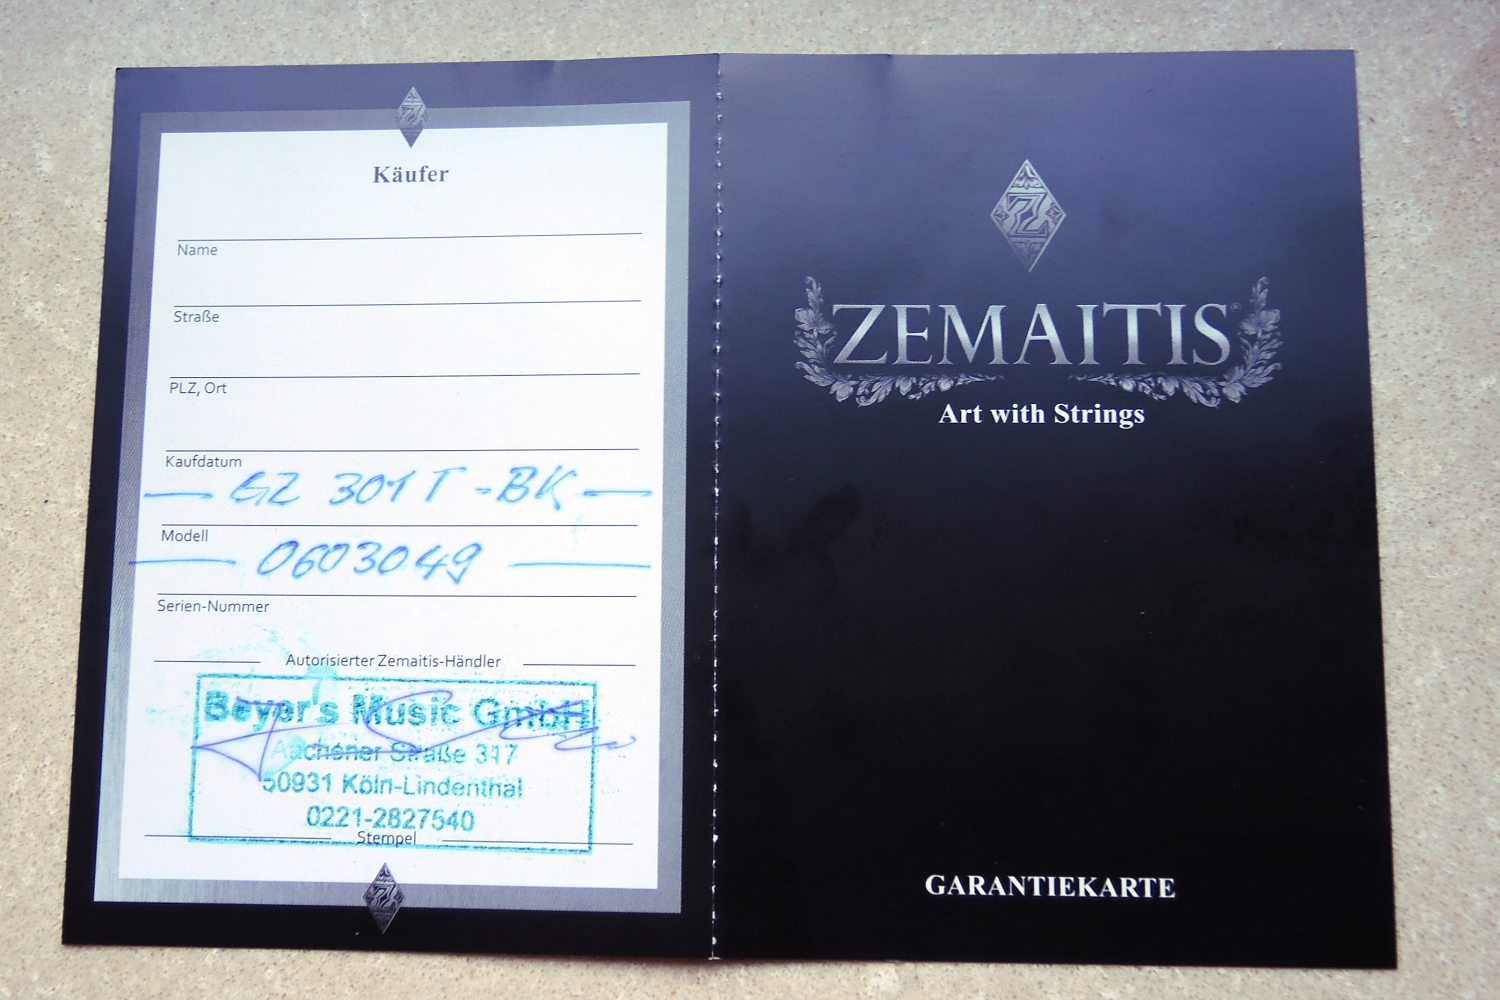 Käufer
Name
Straße
PLZ, Ort
Kaufdatum
GZ 301 T - BK
Modell
0603049
Serien-Nummer
Autorisierter Zemaitis-Händler
Beyer's Music GmbH
Aachener Straße 317
50931 Köln-Lindenthal
0221-2827540
Stempel
Z
Z
Z
ZEMAITIS®
Art with Strings
GARANTIEKARTE